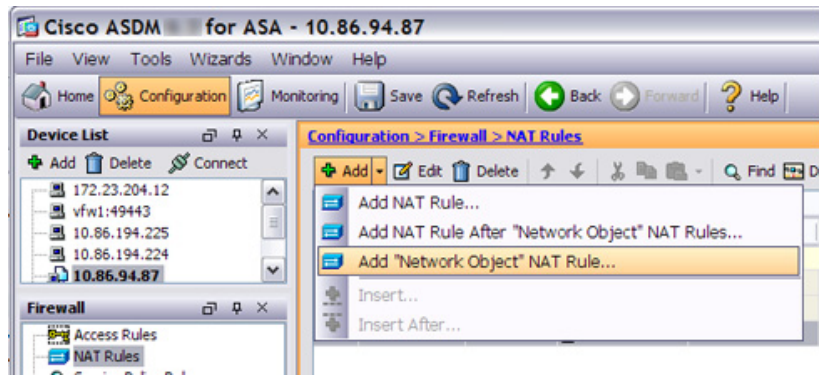 Cisco ASDM for ASA - 10.86.94.87
File View Tools Wizards Window Help
Home Configuration Monitoring Save Refresh Back Forward Help
Device List
Add Delete Connect
172.23.204.12
vfw1:49443
10.86.194.225
10.86.194.224
10.86.94.87
Firewall
Access Rules
NAT Rules
Configuration > Firewall > NAT Rules
Add Edit Delete Find D
Add NAT Rule...
Add NAT Rule After "Network Object" NAT Rules...
Add "Network Object" NAT Rule...
Insert...
Insert After...